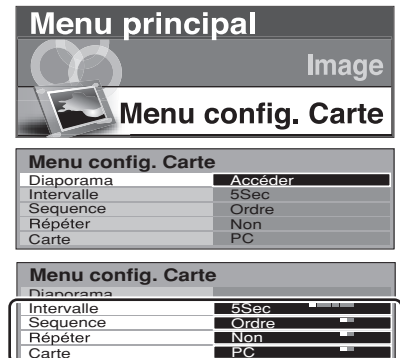 Menu principal
Image
Menu config. Carte
Menu config. Carte
Diaporama Accéder
Intervalle 5Sec
Sequence Ordre
Répéter Non
Carte PC
Menu config. Carte
Diaporama
Intervalle 5Sec
Sequence Ordre
Répéter Non
Carte PC